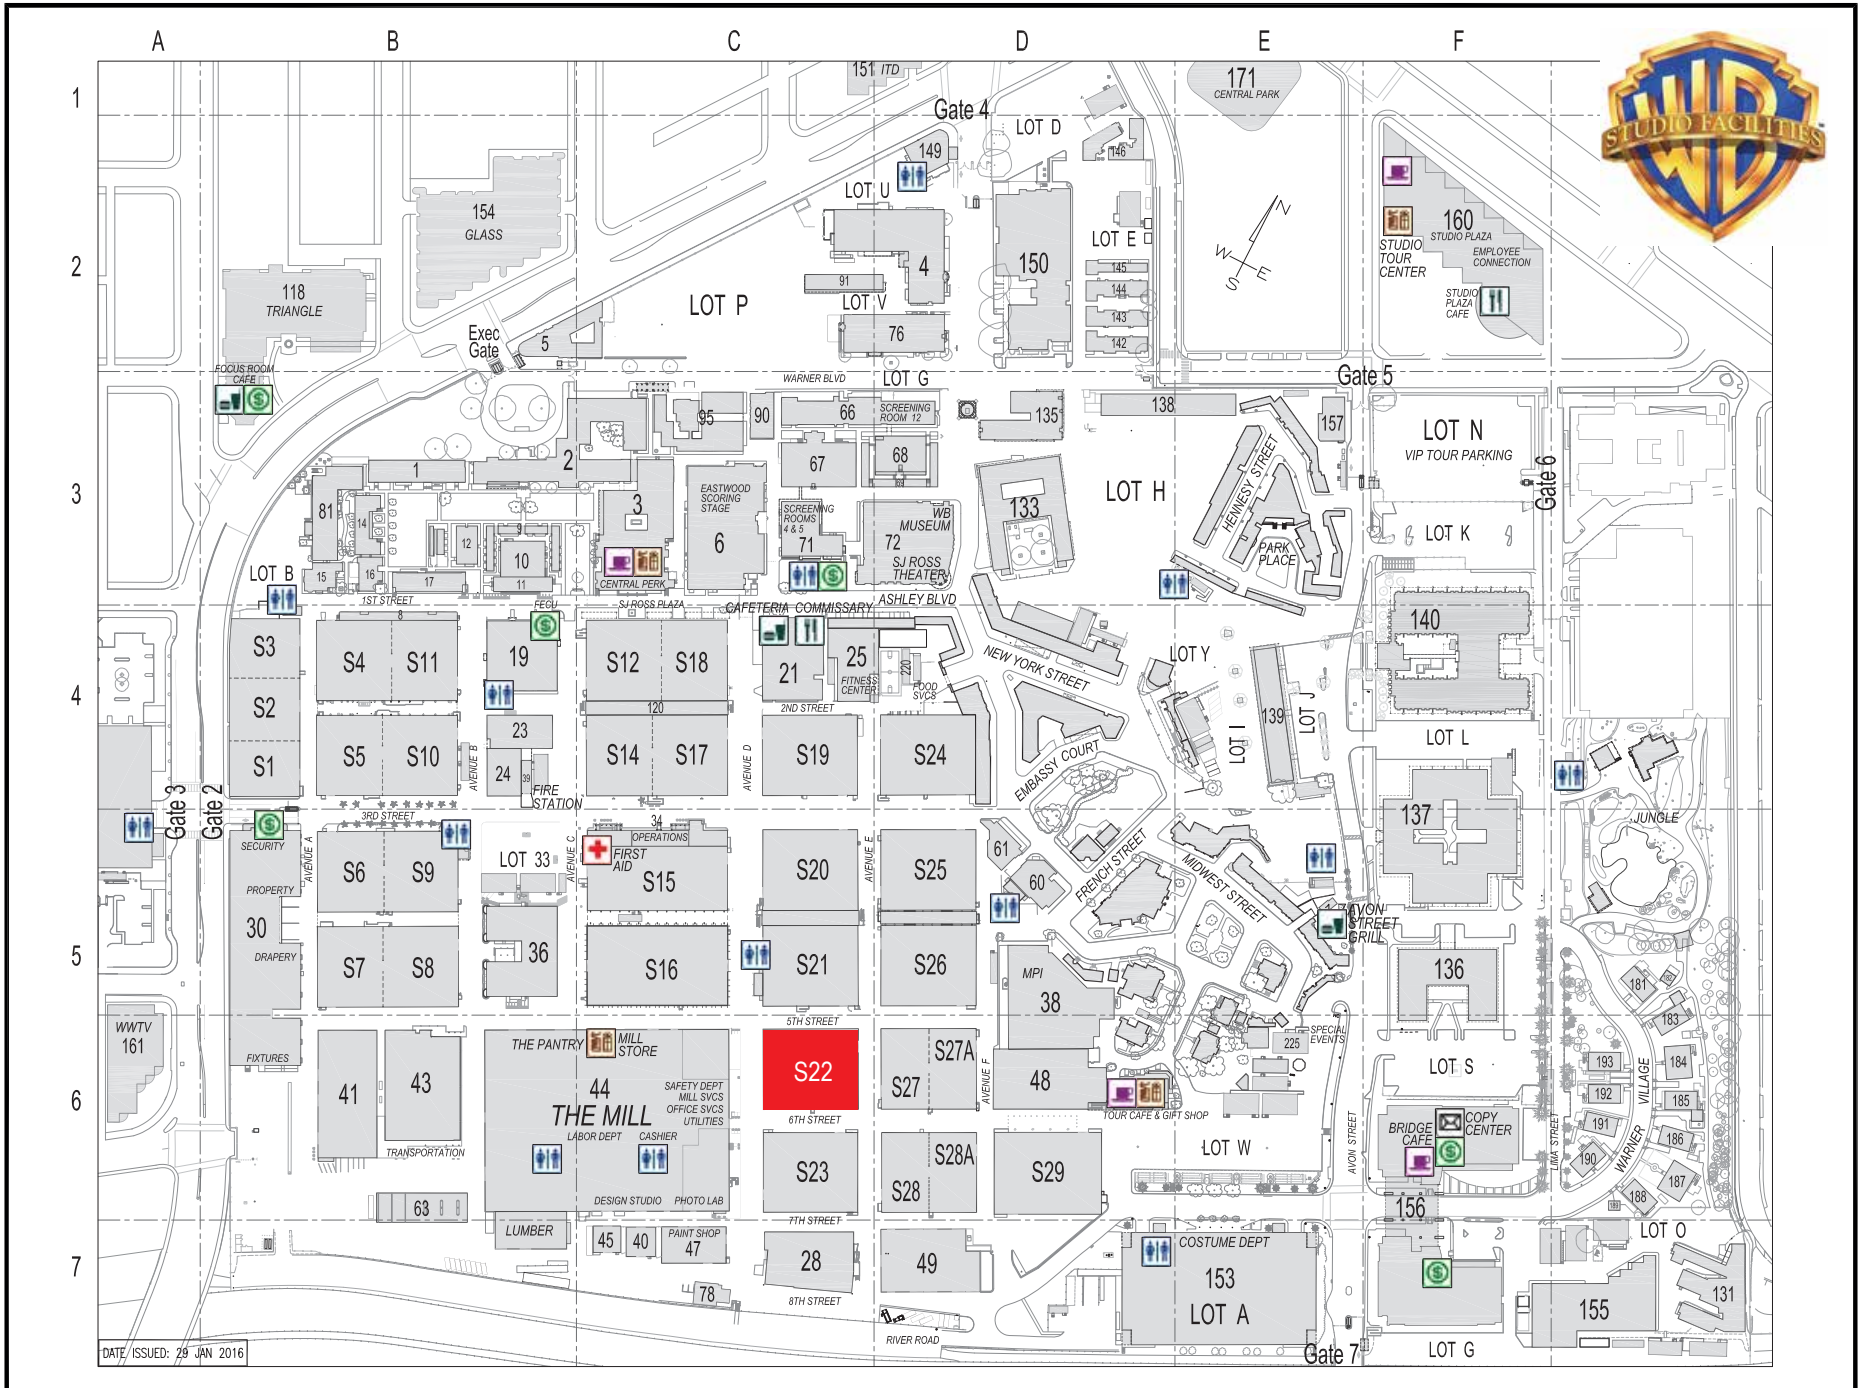 A B C D E F
1
2
3
4
5
6
7
WB
STUDIO FACILITIES
TM
151 ITD
171
CENTRAL PARK
Gate 4
LOT D
149
146
LOT U
154
GLASS
4
150
LOT E
145
144
143
142
91
LOT V
76
LOT P
118
TRIANGLE
Exec
Gate
5
N
W
E
S
160
STUDIO PLAZA
EMPLOYEE
CONNECTION
STUDIO
TOUR
CENTER
STUDIO
PLAZA
CAFE
FOCUS ROOM
CAFE
WARNER BLVD
LOT G
Gate 5
95
90
66
SCREENING
ROOM 12
135
138
157
LOT N
VIP TOUR PARKING
Gate 6
1
2
67
68
99
81
14
12
9
10
11
15
16
17
3
CENTRAL PERK
EASTWOOD
SCORING
STAGE
6
SCREENING
ROOMS
4 & 5
71
WB
MUSEUM
72
SJ ROSS
THEATER
133
LOT H
HENNESY STREET
PARK
PLACE
LOT K
LOT B
1ST STREET
FECU
SJ ROSS PLAZA
CAFETERIA COMMISSARY
ASHLEY BLVD
8
S3
S2
S1
S4
S11
19
S12
S18
21
25
FITNESS
CENTER
220
FOOD
SVCS
NEW YORK STREET
LOT Y
140
120
2ND STREET
S5
S10
AVENUE B
23
24
39
FIRE
STATION
S14
S17
AVENUE D
S19
S24
EMBASSY COURT
LOT I
139
LOT J
LOT L
Gate 3
Gate 2
SECURITY
3RD STREET
AVENUE A
S6
S9
LOT 33
AVENUE C
34
OPERATIONS
FIRST
AID
S15
S20
AVENUE E
S25
61
60
FRENCH STREET
MIDWEST STREET
137
JUNGLE
PROPERTY
30
DRAPERY
S7
S8
36
S16
S21
S26
MPI
38
AVON
STREET
GRILL
136
181
182
183
WWTV
161
FIXTURES
41
43
TRANSPORTATION
THE PANTRY
MILL
STORE
44
THE MILL
LABOR DEPT
CASHIER
SAFETY DEPT
MILL SVCS
OFFICE SVCS
UTILITIES
DESIGN STUDIO
PHOTO LAB
5TH STREET
S22
6TH STREET
S27A
S27
AVENUE F
48
TOUR CAFE & GIFT SHOP
225
SPECIAL
EVENTS
LOT S
193
184
192
185
191
186
190
187
188
189
WARNER
VILLAGE
LIMA STREET
AVON STREET
BRIDGE
CAFE
COPY
CENTER
LOT W
S23
S28A
S28
S29
7TH STREET
63
LUMBER
45
40
PAINT SHOP
47
78
28
8TH STREET
49
RIVER ROAD
COSTUME DEPT
153
LOT A
Gate 7
156
LOT G
155
LOT O
131
DATE ISSUED: 29 JAN 2016